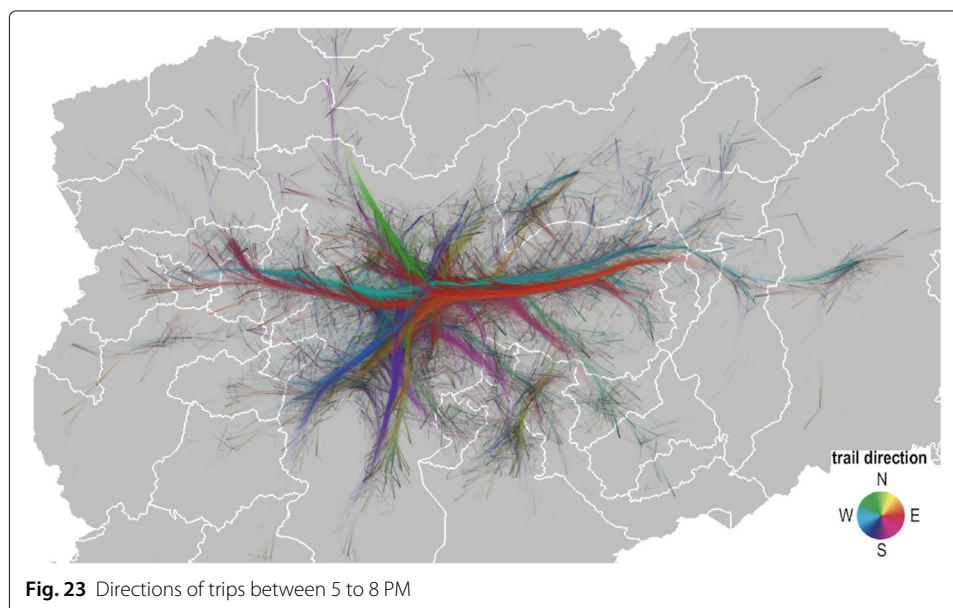 trail direction
N
W E
S
Fig. 23 Directions of trips between 5 to 8 PM